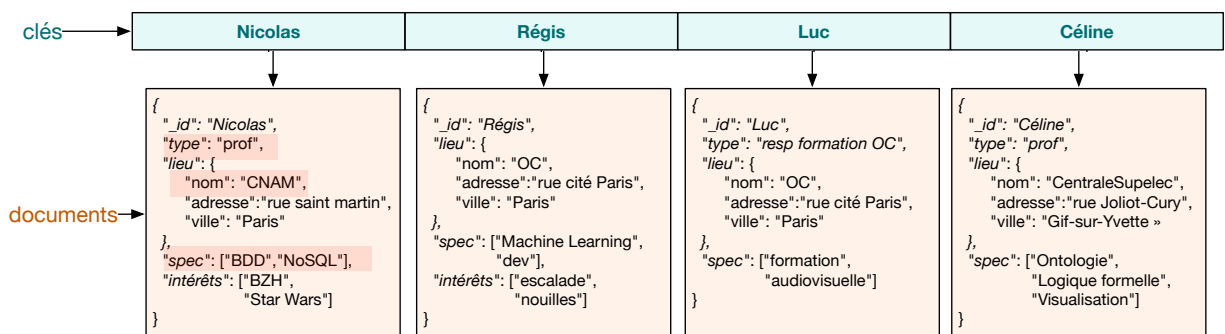 clés
Nicolas
Régis
Luc
Céline
documents
{
"_id": "Nicolas",
"type": "prof",
"lieu": {
"nom": "CNAM",
"adresse":"rue saint martin",
"ville": "Paris"
},
"spec": ["BDD","NoSQL"],
"intérêts": ["BZH",
"Star Wars"]
}
{
"_id": "Régis",
"lieu": {
"nom": "OC",
"adresse":"rue cité Paris",
"ville": "Paris"
},
"spec": ["Machine Learning",
"dev"],
"intérêts": ["escalade",
"nouilles"]
}
{
"_id": "Luc",
"type": "resp formation OC",
"lieu": {
"nom": "OC",
"adresse":"rue cité Paris",
"ville": "Paris"
},
"spec": ["formation",
"audiovisuelle"]
}
{
"_id": "Céline",
"type": "prof",
"lieu": {
"nom": "CentraleSupelec",
"adresse":"rue Joliot-Cury",
"ville": "Gif-sur-Yvette »
},
"spec": ["Ontologie",
"Logique formelle",
"Visualisation"]
}